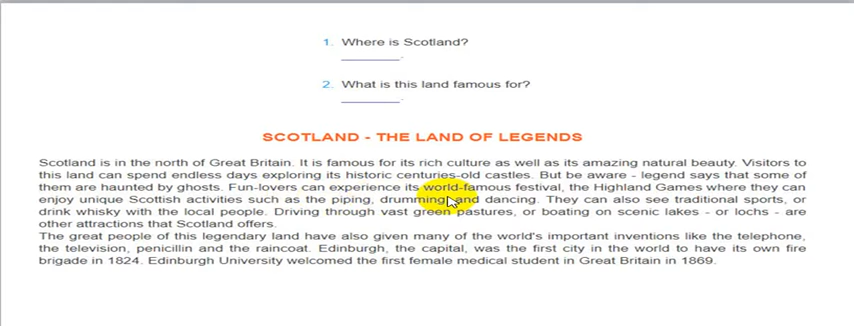 1. Where is Scotland?
________.
2. What is this land famous for?
________.
SCOTLAND - THE LAND OF LEGENDS
Scotland is in the north of Great Britain. It is famous for its rich culture as well as its amazing natural beauty. Visitors to
this land can spend endless days exploring its historic centuries-old castles. But be aware - legend says that some of
them are haunted by ghosts. Fun-lovers can experience its world-famous festival, the Highland Games where they can
enjoy unique Scottish activities such as the piping, drumming and dancing. They can also see traditional sports, or
drink whisky with the local people. Driving through vast green pastures, or boating on scenic lakes - or lochs - are
other attractions that Scotland offers.
The great people of this legendary land have also given many of the world's important inventions like the telephone,
the television, penicillin and the raincoat. Edinburgh, the capital, was the first city in the world to have its own fire
brigade in 1824. Edinburgh University welcomed the first female medical student in Great Britain in 1869.